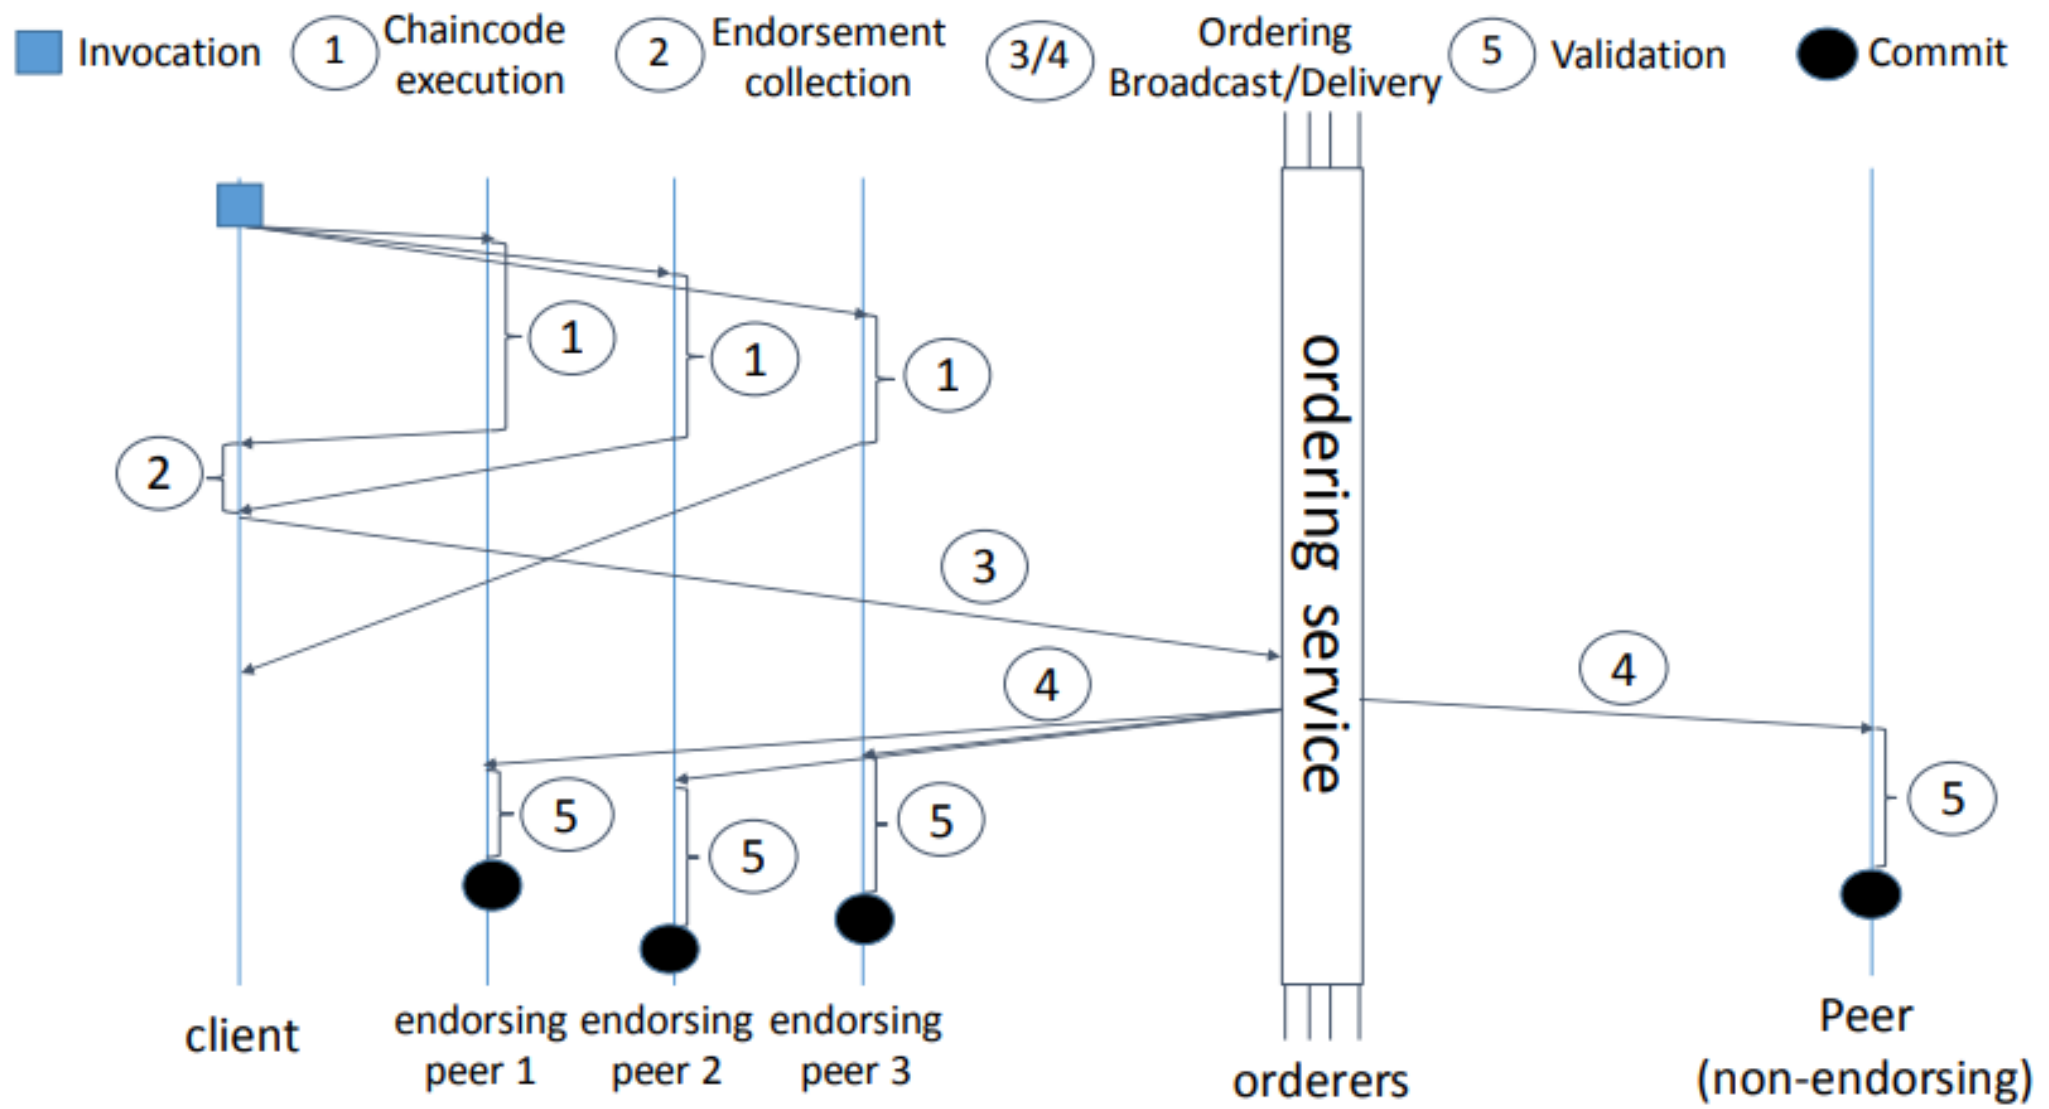 Invocation
1
Chaincode
execution
2
Endorsement
collection
3/4
Ordering
Broadcast/Delivery
5
Validation
Commit
1
1
1
2
3
4
4
5
5
5
5
ordering service
client
endorsing
peer 1
endorsing
peer 2
endorsing
peer 3
orderers
Peer
(non-endorsing)